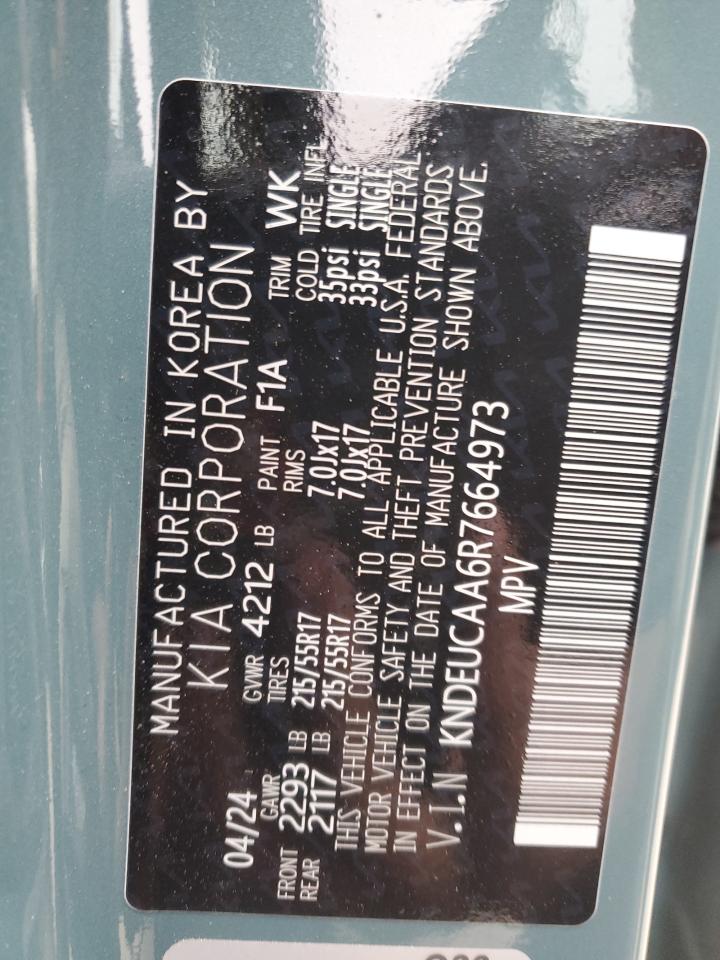 MANUFACTURED IN KOREA BY
KIA CORPORATION
04/24 GVWR 4212 LB PAINT F1A TRIM WK
GAWR TIRES RIMS COLD TIRE INFL
FRONT 2293 LB 215/55R17 7.0Jx17 35psi SINGLE
REAR 2117 LB 215/55R17 7.0Jx17 33psi SINGLE
THIS VEHICLE CONFORMS TO ALL APPLICABLE U.S.A. FEDERAL
MOTOR VEHICLE SAFETY AND THEFT PREVENTION STANDARDS
IN EFFECT ON THE DATE OF MANUFACTURE SHOWN ABOVE.
V.I.N KNDEUCAA6R7664973
MPV